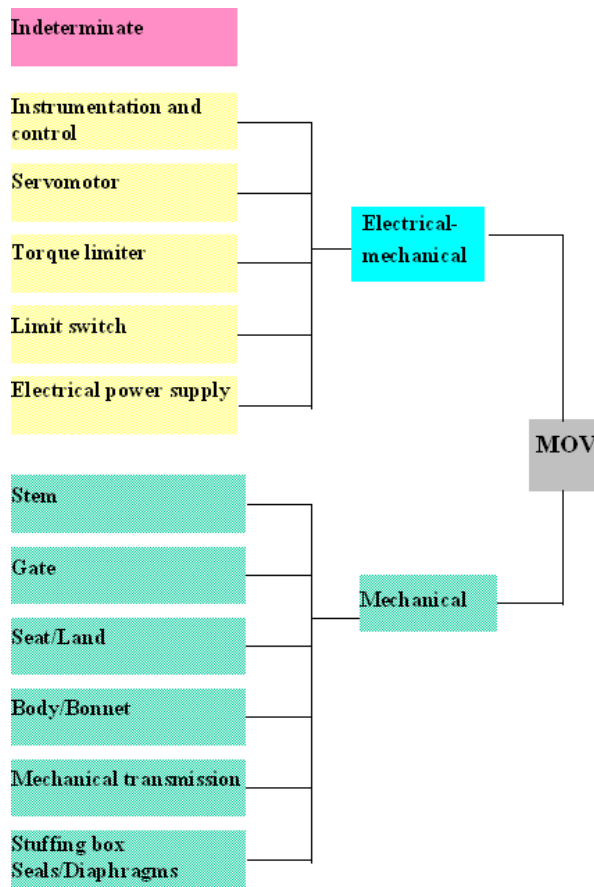 Indeterminate
Instrumentation and
control
Servomotor
Torque limiter
Limit switch
Electrical power supply
Electrical-
mechanical
MOV
Stem
Gate
Seat/Land
Body/Bonnet
Mechanical transmission
Stuffing box
Seals/Diaphragms
Mechanical